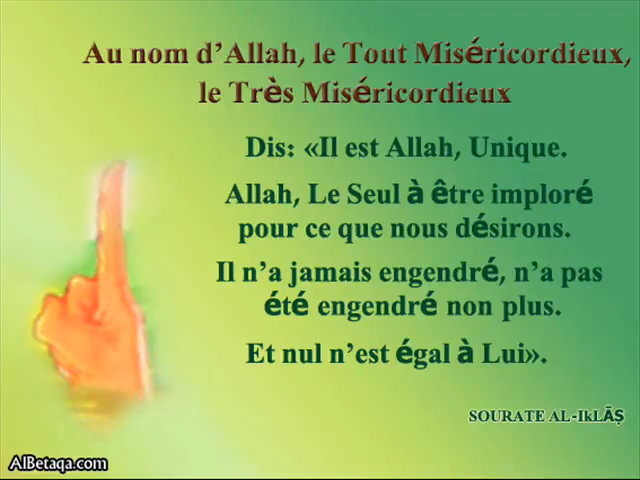 Au nom d'Allah, le Tout Miséricordieux,
le Très Miséricordieux
Dis: «Il est Allah, Unique.
Allah, Le Seul à être imploré
pour ce que nous désirons.
Il n'a jamais engendré, n'a pas
été engendré non plus.
Et nul n'est égal à Lui».
SOURATE AL-IkLĀṢ
AlBetaqa.com